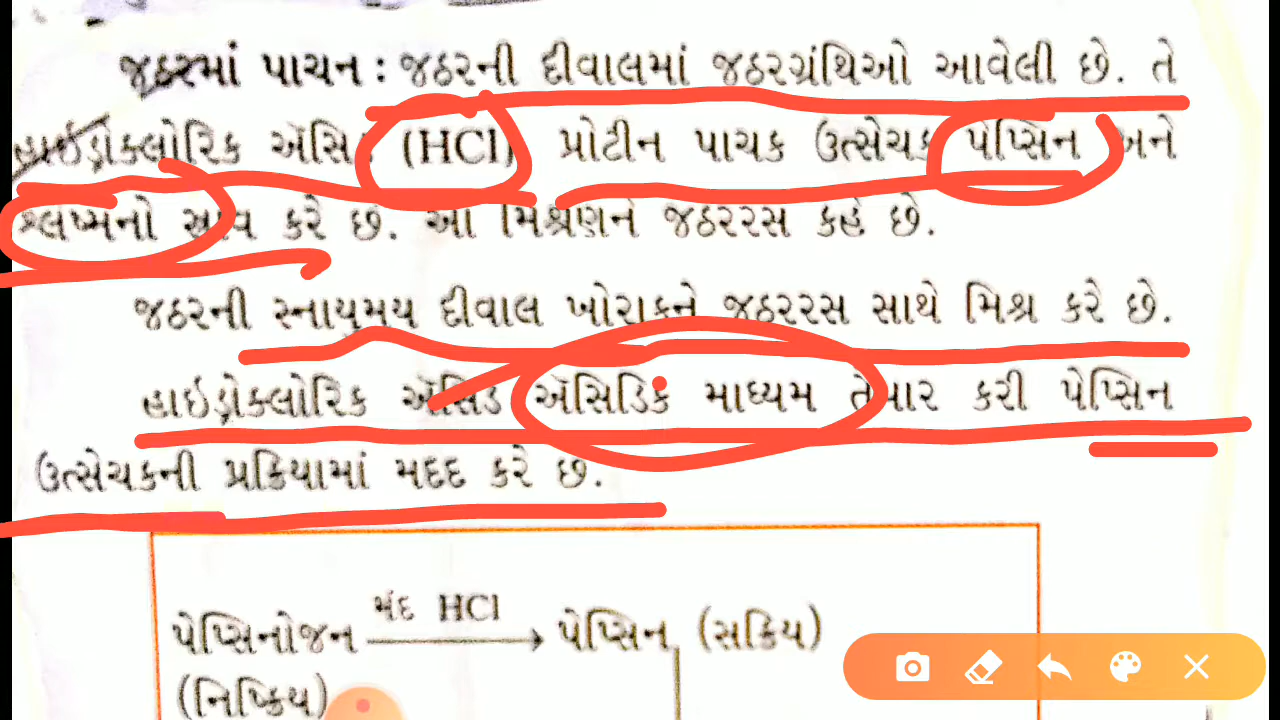 જઠરમાં પાચન : જઠરની દીવાલમાં જઠરગ્રંથિઓ આવેલી છે. તે
હાઈડ્રોક્લોરિક ઍસિડ (HCl) પ્રોટીન પાચક ઉત્સેચક પેપ્સિન અને
શ્લેષ્મનો સ્રાવ કરે છે. આ મિશ્રણને જઠરરસ કહે છે.
જઠરની સ્નાયુમય દીવાલ ખોરાકને જઠરરસ સાથે મિશ્ર કરે છે.
હાઇડ્રોક્લોરિક ઍસિડ ઍસિડિક માધ્યમ તૈયાર કરી પેપ્સિન
ઉત્સેચકની પ્રક્રિયામાં મદદ કરે છે.
મંદ HCl
પેપ્સિનોજન → પેપ્સિન (સક્રિય)
(નિષ્ક્રિય)